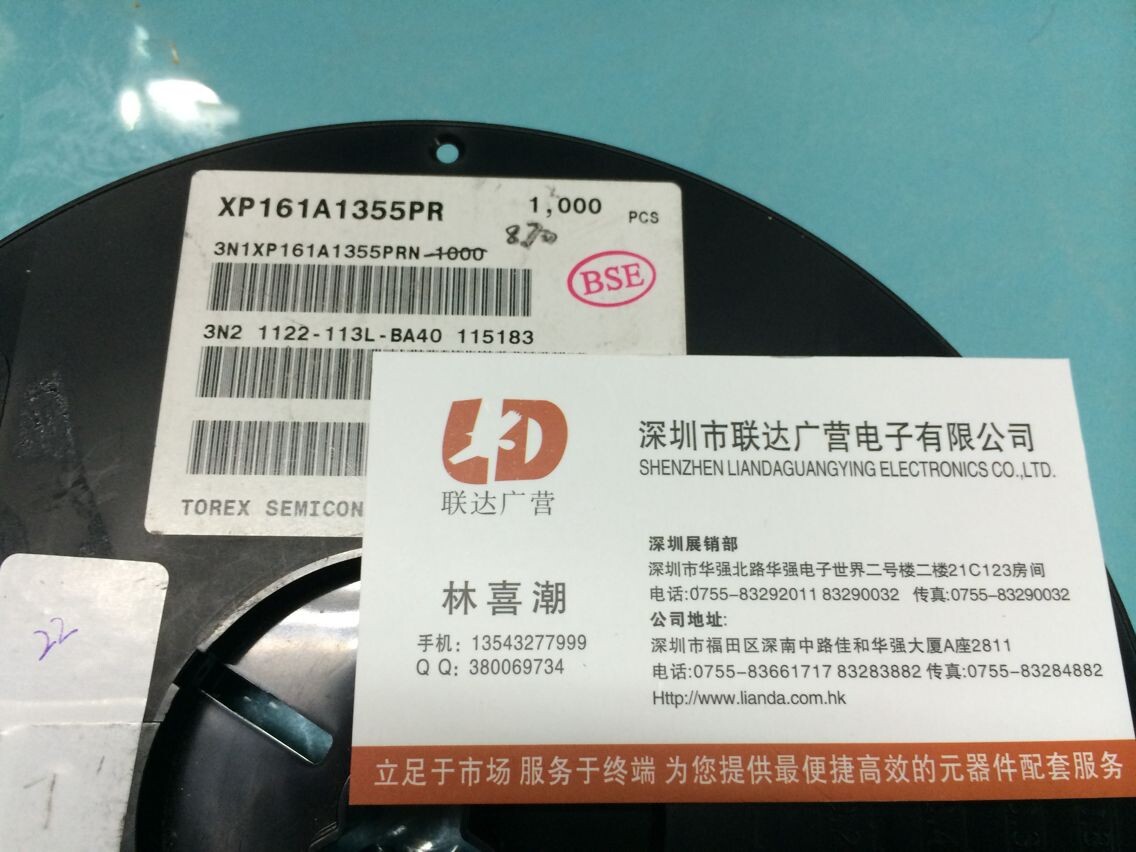 XP161A1355PR 1,000 PCS
870
3N1XP161A1355PRN-1000
BSE
3N2 1122-113L-BA40 115183
TOREX SEMICON
22
联达广营
深圳市联达广营电子有限公司
SHENZHEN LIANDAGUANGYING ELECTRONICS CO.,LTD.
林喜潮
手机：13543277999
Q Q：380069734
深圳展销部
深圳市华强北路华强电子世界二号楼二楼21C123房间
电话:0755-83292011 83290032 传真:0755-83290032
公司地址:
深圳市福田区深南中路佳和华强大厦A座2811
电话:0755-83661717 83283882 传真:0755-83284882
Http://www.lianda.com.hk
立足于市场 服务于终端 为您提供最便捷高效的元器件配套服务